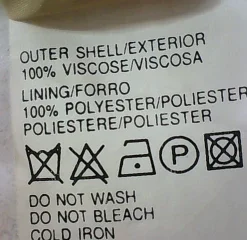 OUTER SHELL/EXTERIOR
100% VISCOSE/VISCOSA
LINING/FORRO
100% POLYESTER/POLIESTER
POLIESTERE/POLIESTER
P
DO NOT WASH
DO NOT BLEACH
COLD IRON